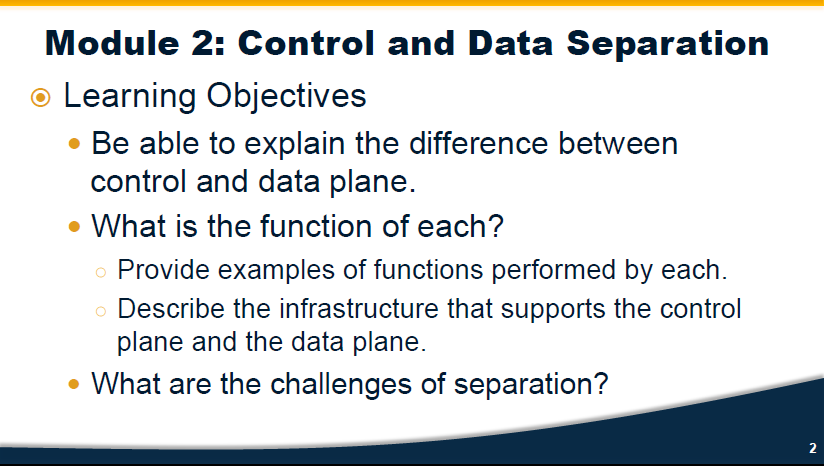 Module 2: Control and Data Separation
Learning Objectives
Be able to explain the difference between
control and data plane.
What is the function of each?
Provide examples of functions performed by each.
Describe the infrastructure that supports the control
plane and the data plane.
What are the challenges of separation?
2